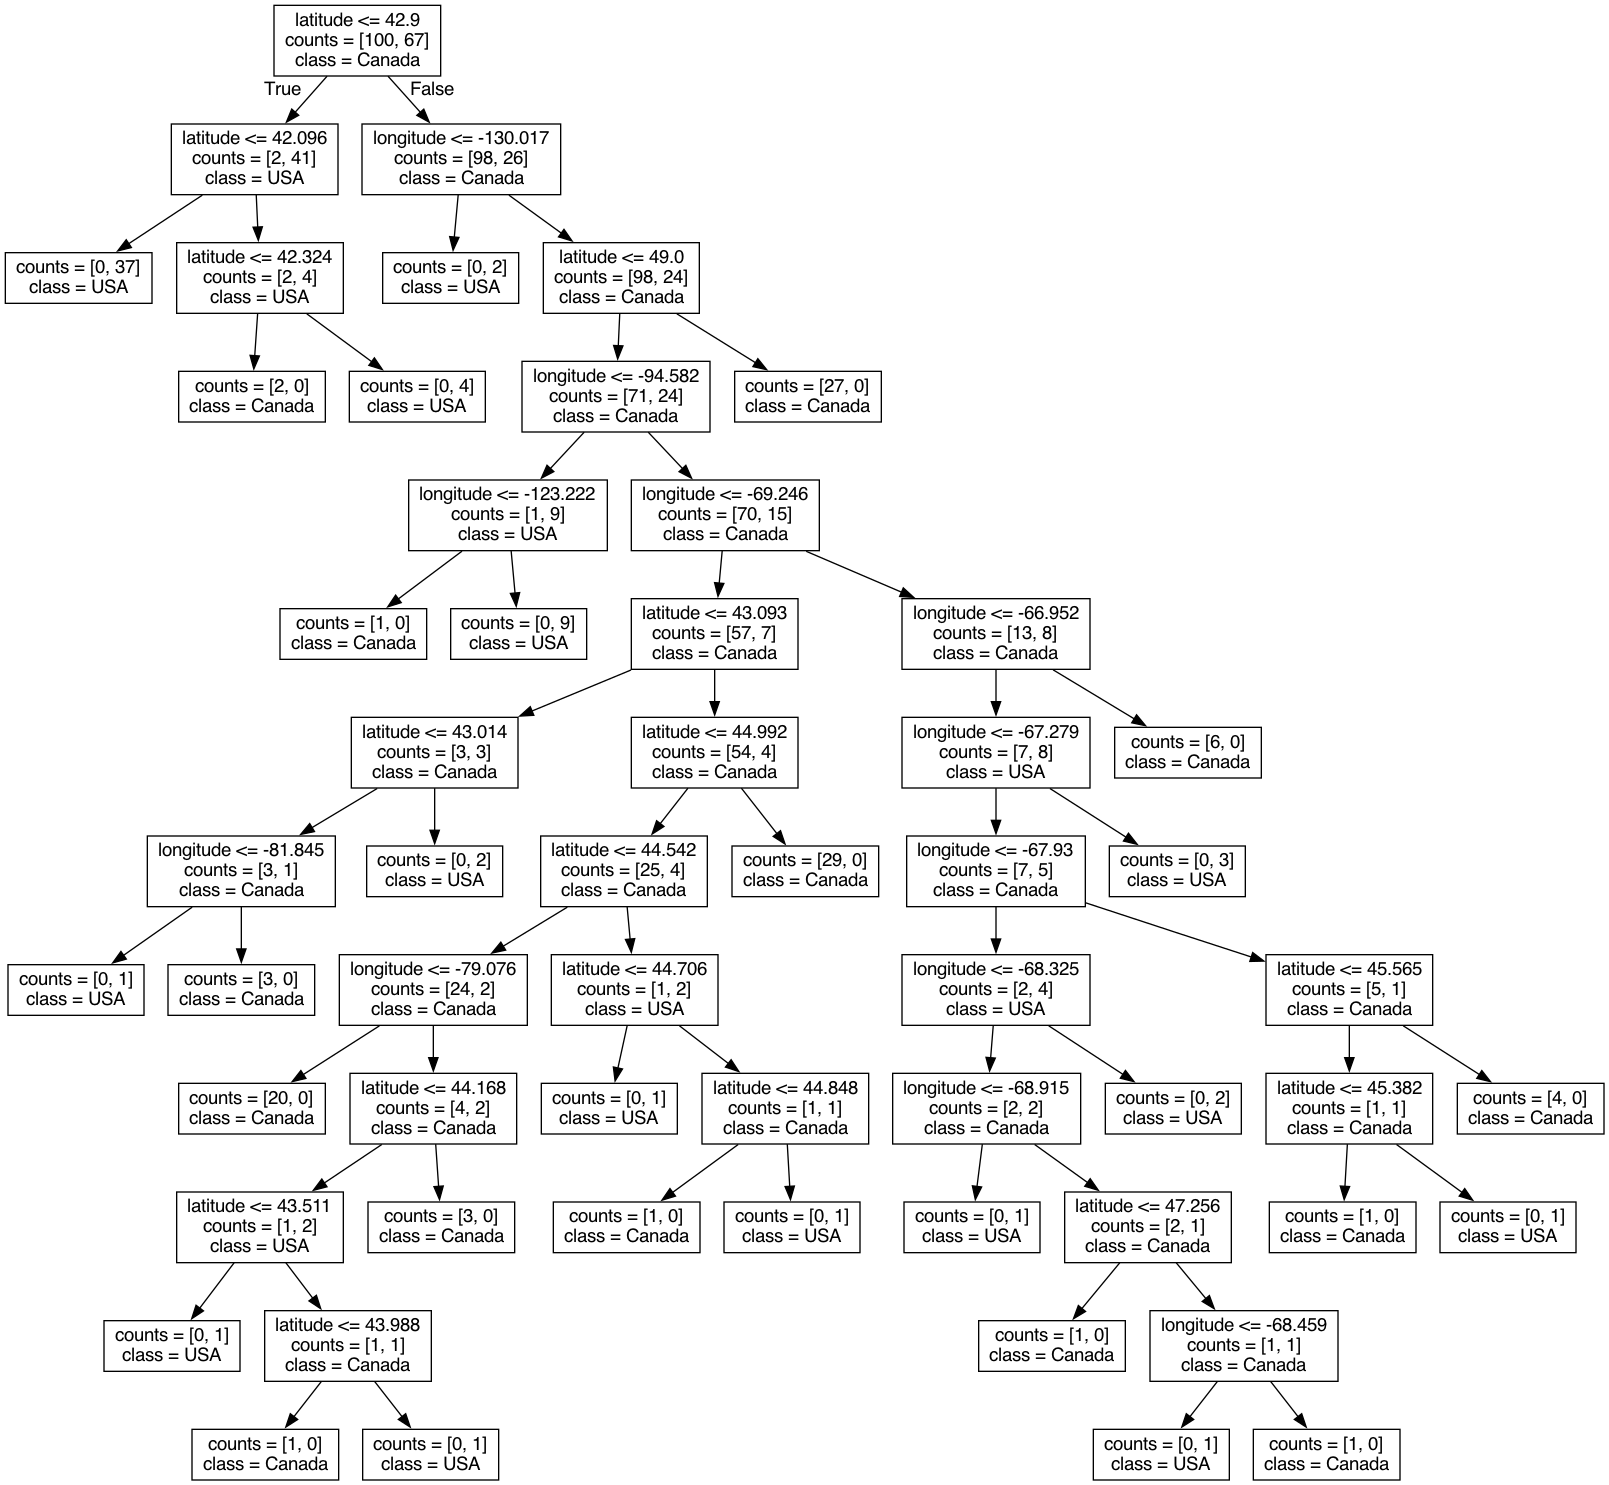 latitude <= 42.9
counts = [100, 67]
class = Canada
True
False
latitude <= 42.096
counts = [2, 41]
class = USA
longitude <= -130.017
counts = [98, 26]
class = Canada
counts = [0, 37]
class = USA
latitude <= 42.324
counts = [2, 4]
class = USA
counts = [0, 2]
class = USA
latitude <= 49.0
counts = [98, 24]
class = Canada
counts = [2, 0]
class = Canada
counts = [0, 4]
class = USA
longitude <= -94.582
counts = [71, 24]
class = Canada
counts = [27, 0]
class = Canada
longitude <= -123.222
counts = [1, 9]
class = USA
longitude <= -69.246
counts = [70, 15]
class = Canada
counts = [1, 0]
class = Canada
counts = [0, 9]
class = USA
latitude <= 43.093
counts = [57, 7]
class = Canada
longitude <= -66.952
counts = [13, 8]
class = Canada
latitude <= 43.014
counts = [3, 3]
class = Canada
latitude <= 44.992
counts = [54, 4]
class = Canada
longitude <= -67.279
counts = [7, 8]
class = USA
counts = [6, 0]
class = Canada
longitude <= -81.845
counts = [3, 1]
class = Canada
counts = [0, 2]
class = USA
latitude <= 44.542
counts = [25, 4]
class = Canada
counts = [29, 0]
class = Canada
longitude <= -67.93
counts = [7, 5]
class = Canada
counts = [0, 3]
class = USA
counts = [0, 1]
class = USA
counts = [3, 0]
class = Canada
longitude <= -79.076
counts = [24, 2]
class = Canada
latitude <= 44.706
counts = [1, 2]
class = USA
longitude <= -68.325
counts = [2, 4]
class = USA
latitude <= 45.565
counts = [5, 1]
class = Canada
counts = [20, 0]
class = Canada
latitude <= 44.168
counts = [4, 2]
class = Canada
counts = [0, 1]
class = USA
latitude <= 44.848
counts = [1, 1]
class = Canada
longitude <= -68.915
counts = [2, 2]
class = Canada
counts = [0, 2]
class = USA
latitude <= 45.382
counts = [1, 1]
class = Canada
counts = [4, 0]
class = Canada
latitude <= 43.511
counts = [1, 2]
class = USA
counts = [3, 0]
class = Canada
counts = [1, 0]
class = Canada
counts = [0, 1]
class = USA
counts = [0, 1]
class = USA
latitude <= 47.256
counts = [2, 1]
class = Canada
counts = [1, 0]
class = Canada
counts = [0, 1]
class = USA
counts = [0, 1]
class = USA
latitude <= 43.988
counts = [1, 1]
class = Canada
counts = [1, 0]
class = Canada
longitude <= -68.459
counts = [1, 1]
class = Canada
counts = [1, 0]
class = Canada
counts = [0, 1]
class = USA
counts = [0, 1]
class = USA
counts = [1, 0]
class = Canada